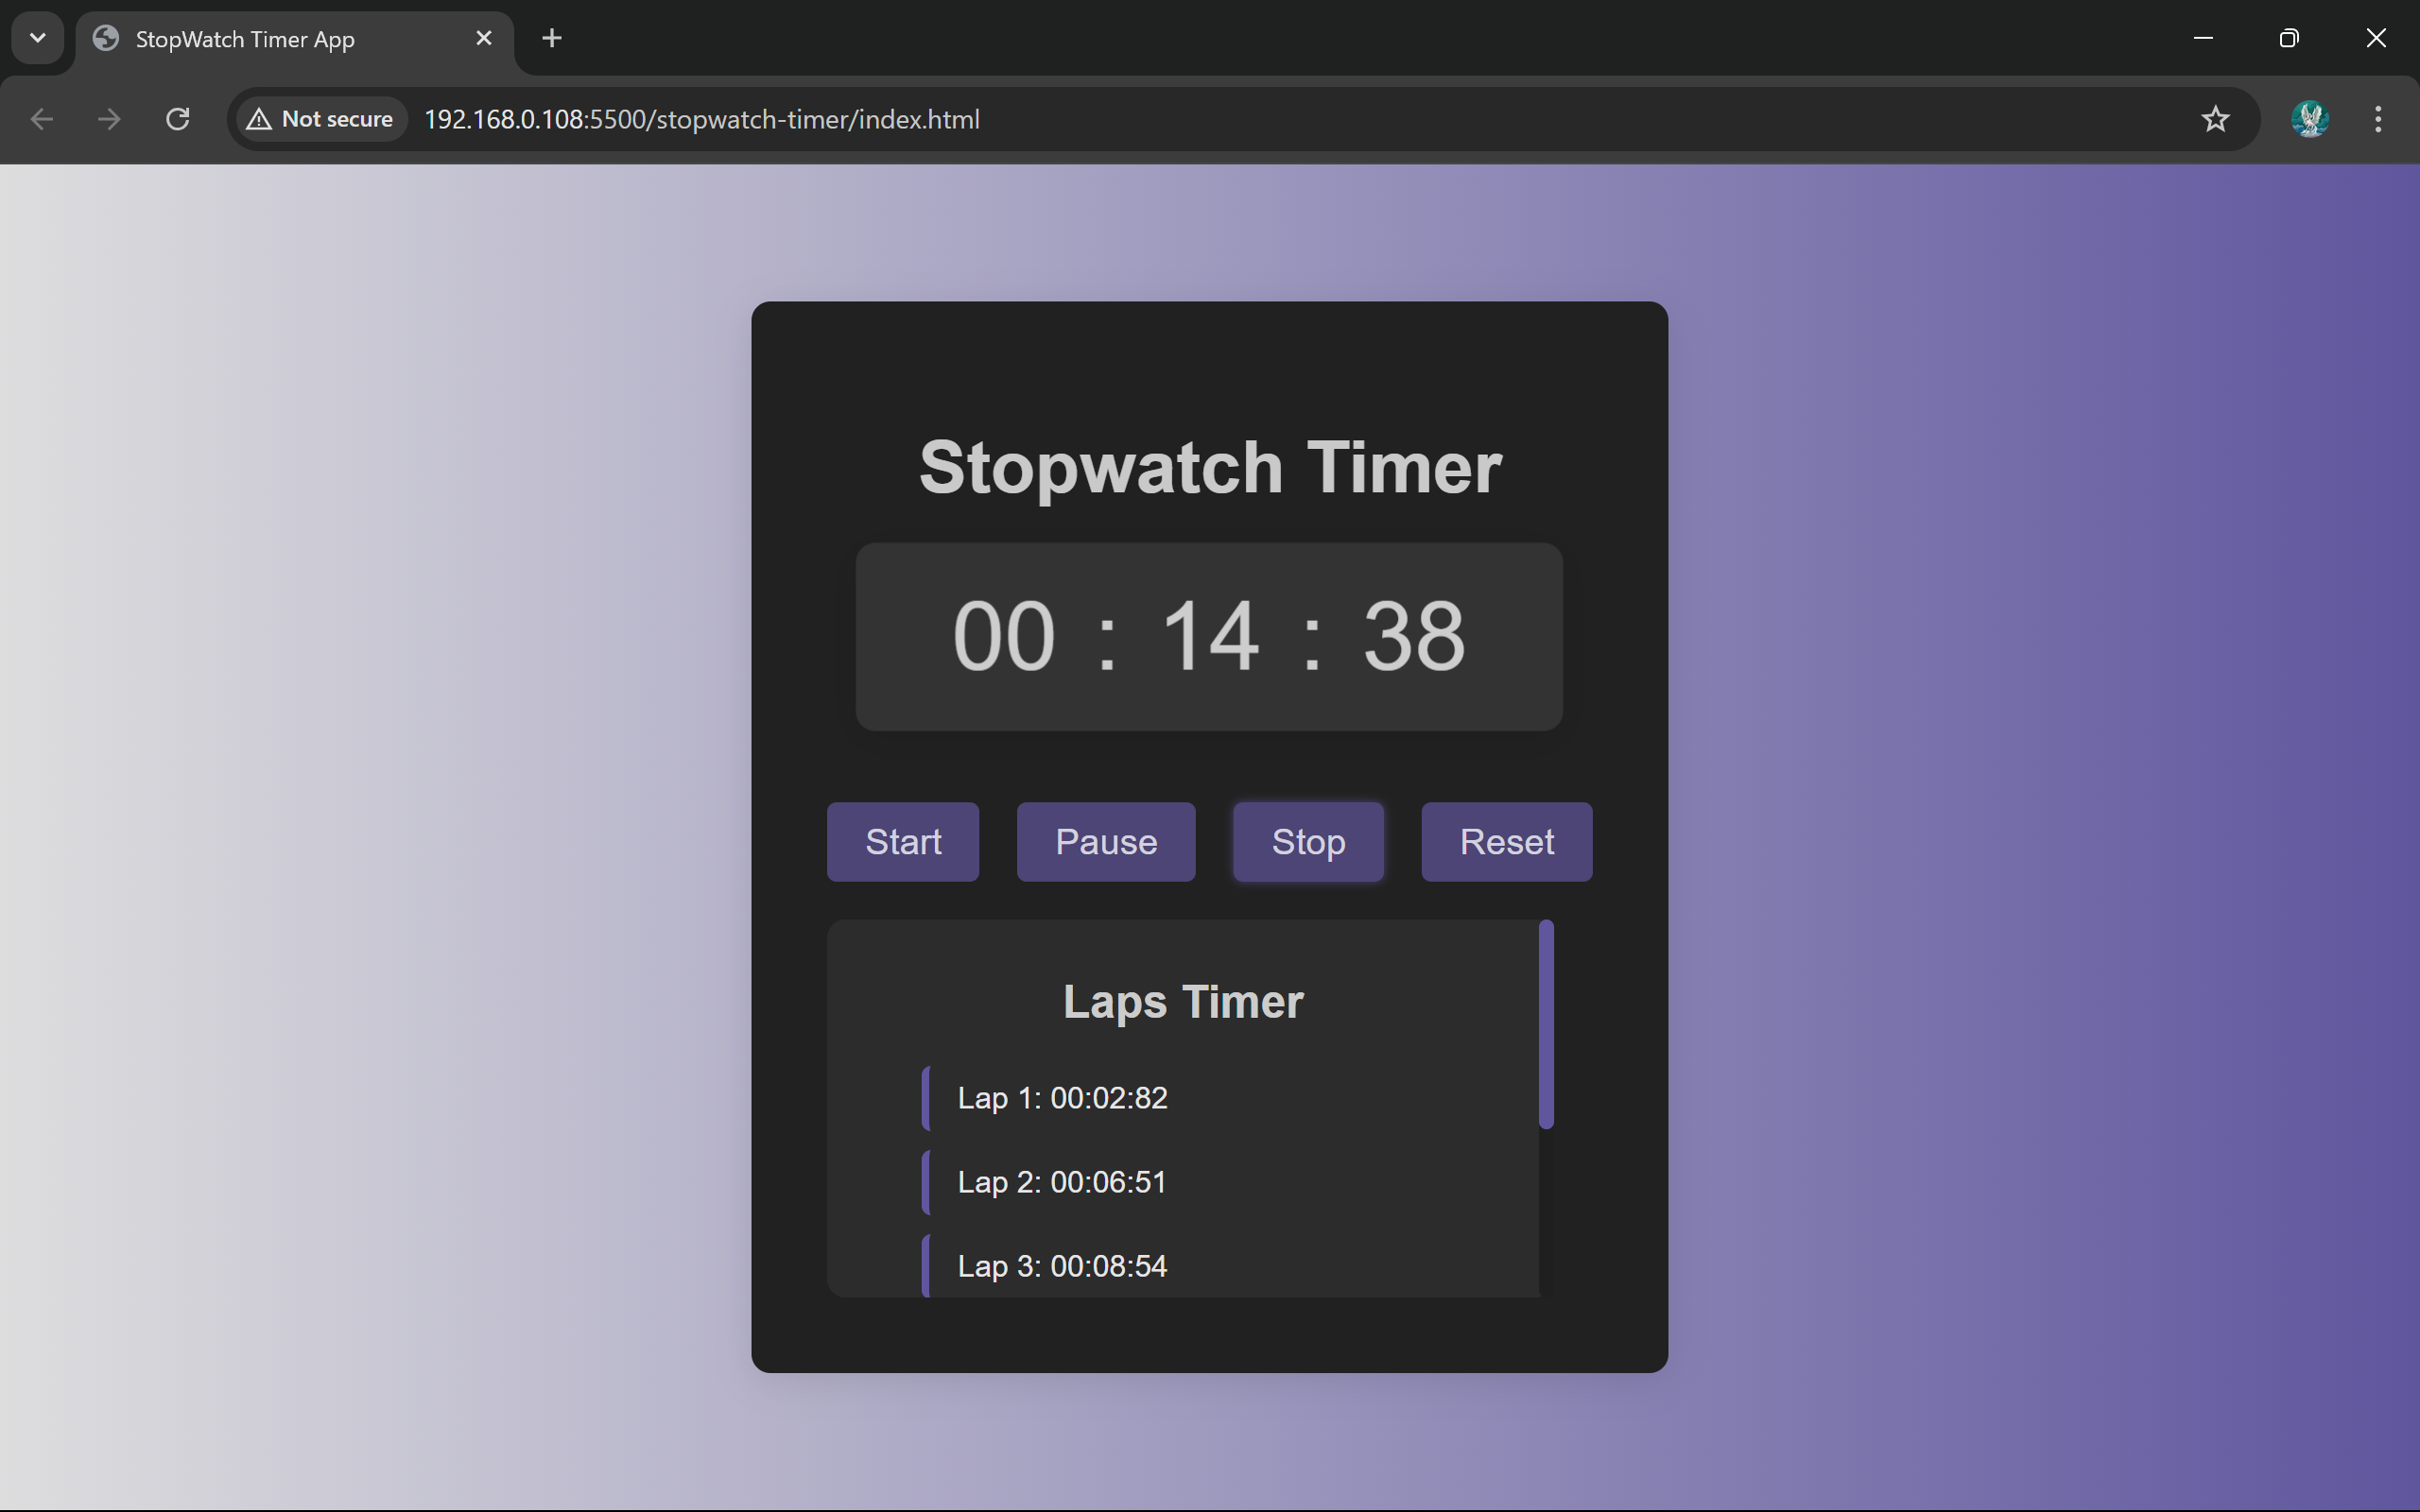 StopWatch Timer App
Not secure 192.168.0.108:5500/stopwatch-timer/index.html
Stopwatch Timer
00 : 14 : 38
Start Pause Stop Reset
Laps Timer
Lap 1: 00:02:82
Lap 2: 00:06:51
Lap 3: 00:08:54